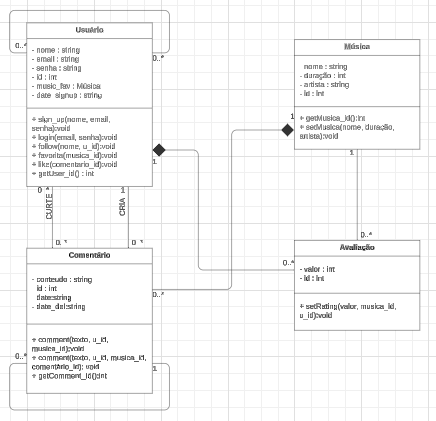 Usuário
- nome : string
- email : string
- senha : string
- id : int
- music_fav : Música
- date_signup : string
+ sign_up(nome, email,
senha):void
+ login(email, senha):void
+ follow(nome, u_id):void
+ favorita(musica_id):void
+ like(comentario_id):void
+ getUser_id() : int
0..*
0..*
1
0..*
1
CURTE
CRIA
0..*
0..*
Música
nome : string
- duração : int
- artista : string
- id : int
+ getMusica_id():int
+ setMusica(nome, duração,
artista):void
1
1
0..*
Avaliação
- valor : int
- id : int
+ setRating(valor, musica_id,
u_id):void
0..*
Comentário
- conteudo : string
id : int
date:string
- date_del:string
+ comment(texto, u_id,
musica_id):void
+ comment(texto, u_id, musica_id,
comentário_id): void
+ getComment_id():int
0..*
0..*
1